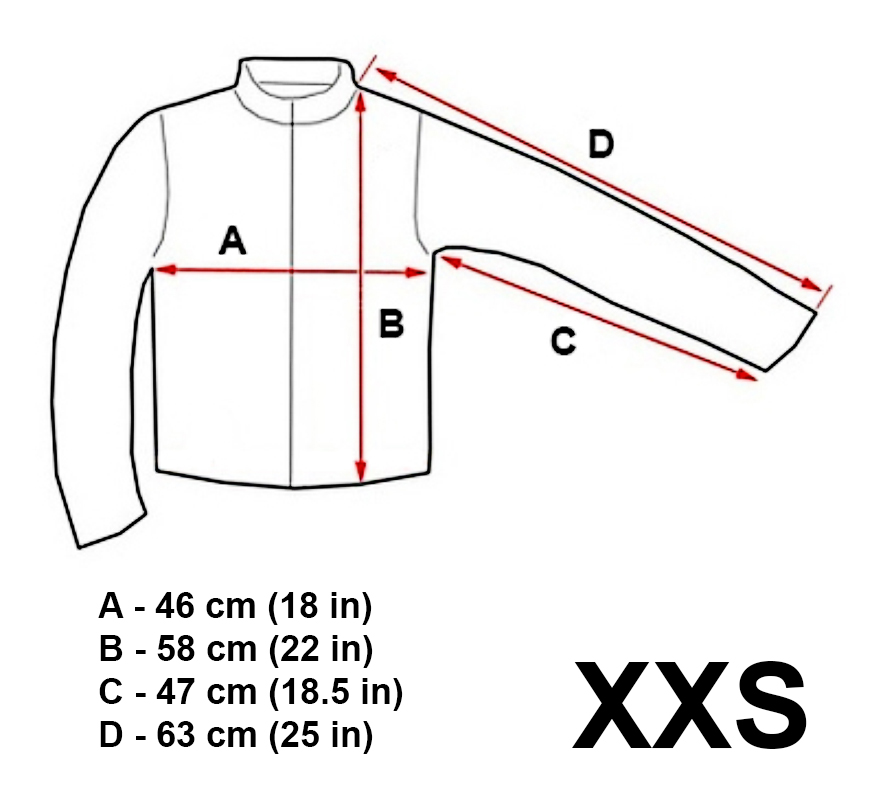 D
A
B
C
A - 46 cm (18 in)
B - 58 cm (22 in)
C - 47 cm (18.5 in)
D - 63 cm (25 in)
XXS